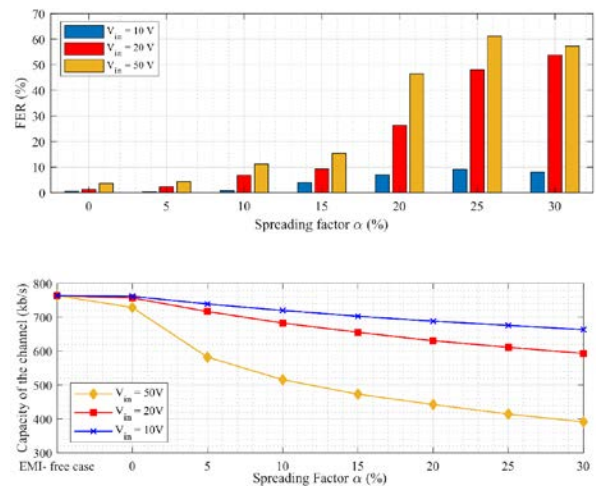 70
60
50
40
30
20
10
0
FER (%)
V_in = 10 V
V_in = 20 V
V_in = 50 V
0 5 10 15 20 25 30
Spreading factor α (%)
800
700
600
500
400
300
Capacity of the channel (kb/s)
V_in = 50V
V_in = 20V
V_in = 10V
EMI- free case 0 5 10 15 20 25 30
Spreading Factor α (%)